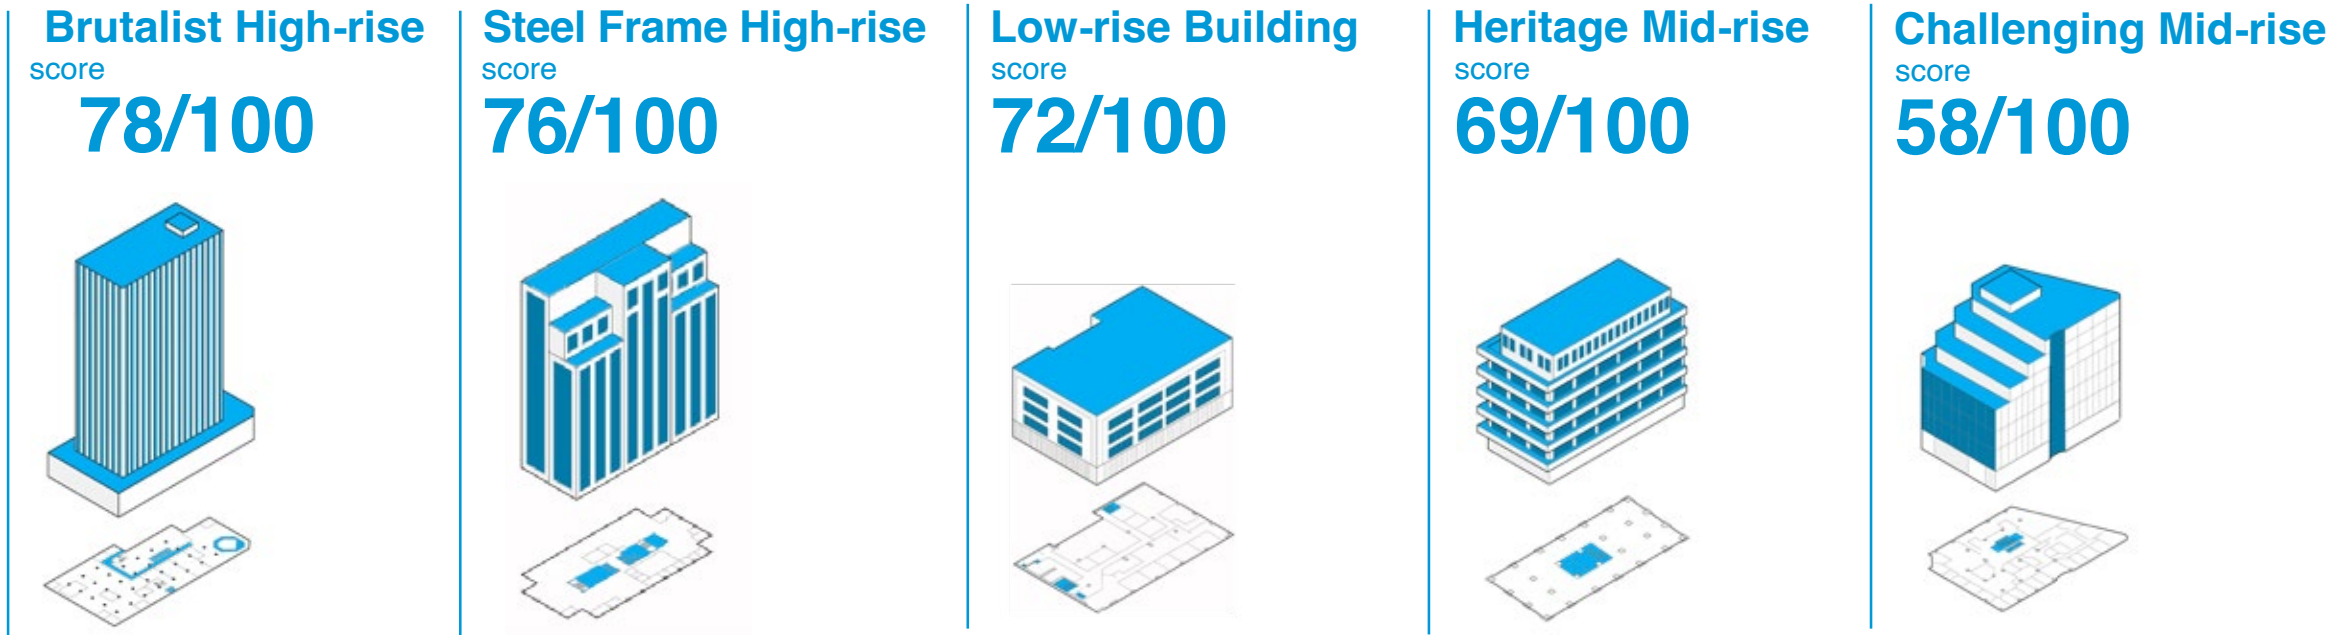 Brutalist High-rise
score
78/100
Steel Frame High-rise
score
76/100
Low-rise Building
score
72/100
Heritage Mid-rise
score
69/100
Challenging Mid-rise
score
58/100